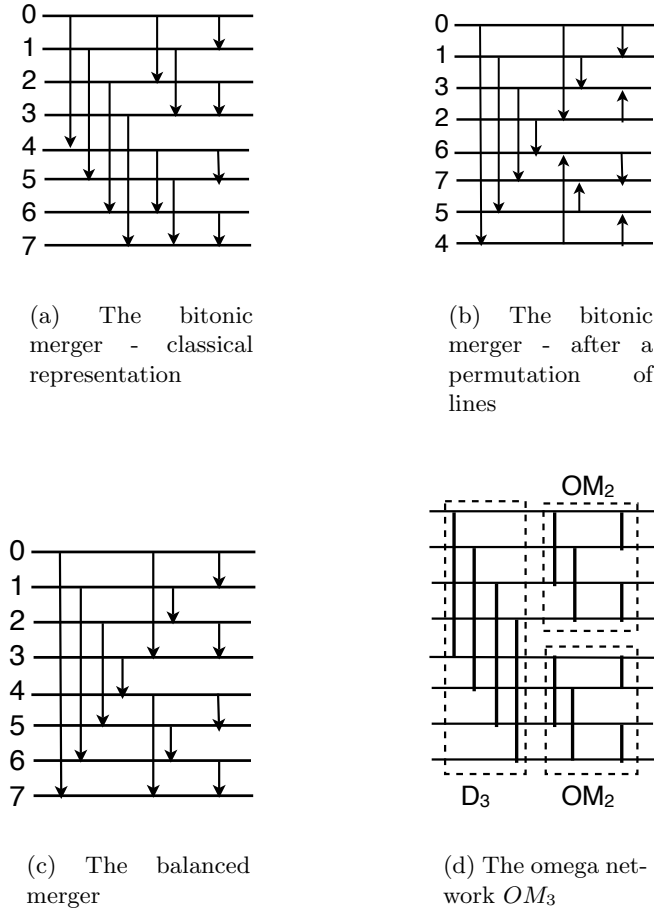 0
1
2
3
4
5
6
7
0
1
3
2
6
7
5
4
(a) The bitonic
merger - classical
representation
(b) The bitonic
merger - after a
permutation of
lines
0
1
2
3
4
5
6
7
OM2
D3
OM2
(c) The balanced
merger
(d) The omega net-
work OM3